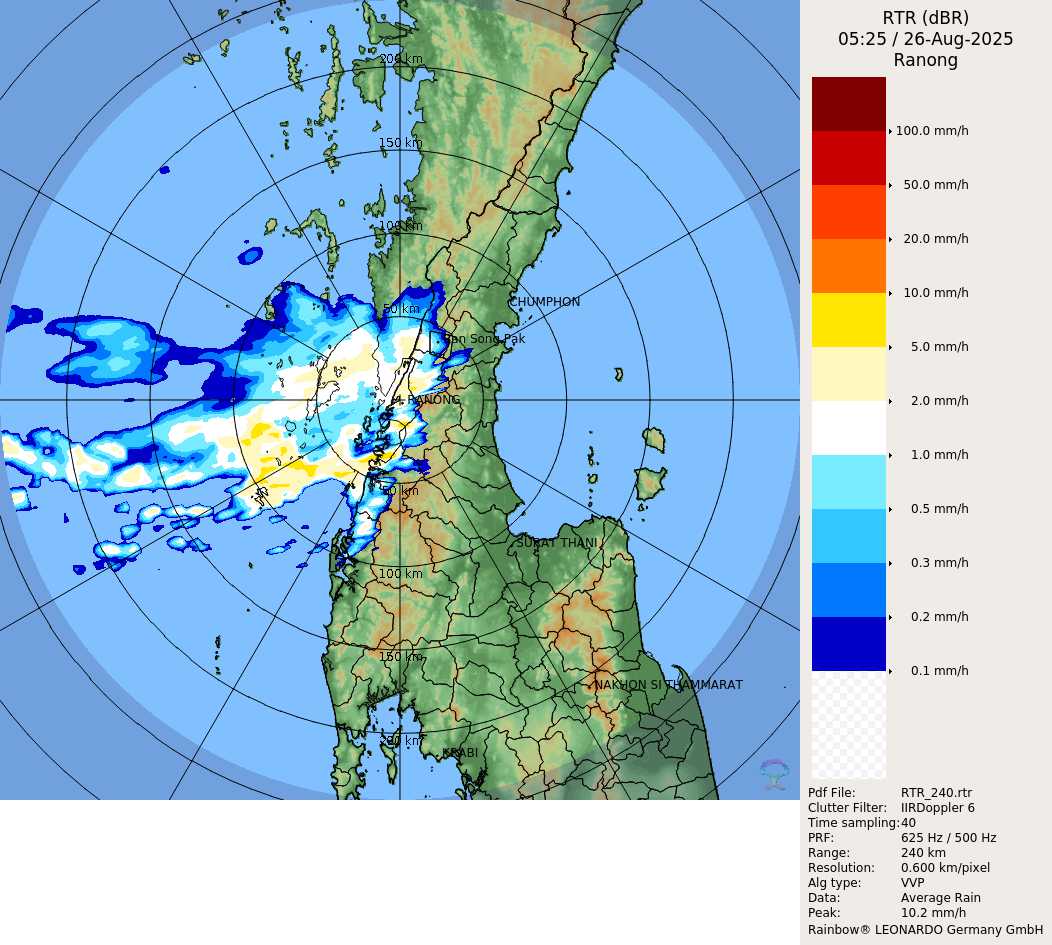 RTR (dBR)
05:25 / 26-Aug-2025
Ranong
200 km
150 km
100 km
50 km
CHUMPHON
Ban Song Pak
RANONG
50 km
SURAT THANI
100 km
150 km
NAKHON SI THAMMARAT
200 km
KRABI
100.0 mm/h
50.0 mm/h
20.0 mm/h
10.0 mm/h
5.0 mm/h
2.0 mm/h
1.0 mm/h
0.5 mm/h
0.3 mm/h
0.2 mm/h
0.1 mm/h
Pdf File: RTR_240.rtr
Clutter Filter: IIRDoppler 6
Time sampling: 40
PRF: 625 Hz / 500 Hz
Range: 240 km
Resolution: 0.600 km/pixel
Alg type: VVP
Data: Average Rain
Peak: 10.2 mm/h
Rainbow® LEONARDO Germany GmbH